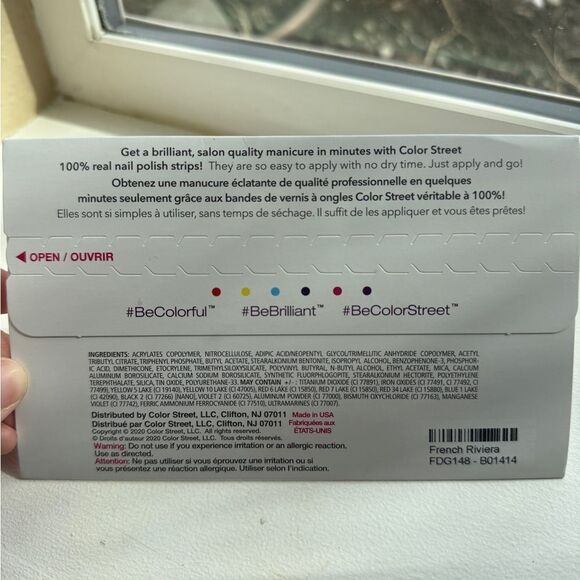 Get a brilliant, salon quality manicure in minutes with Color Street
100% real nail polish strips! They are so easy to apply with no dry time. Just apply and go!
Obtenez une manucure éclatante de qualité professionnelle en quelques
minutes seulement grâce aux bandes de vernis à ongles Color Street véritable à 100%!
Elles sont si simples à utiliser, sans temps de séchage. Il suffit de les appliquer et vous êtes prêtes!
OPEN / OUVRIR
#BeColorful™ #BeBrilliant™ #BeColorStreet™
INGREDIENTS: ACRYLATES COPOLYMER, NITROCELLULOSE, ADIPIC ACID/NEOPENTYL GLYCOL/TRIMELLITIC ANHYDRIDE COPOLYMER, ACETYL
TRIBUTYL CITRATE, TRIPHENYL PHOSPHATE, BUTYL ACETATE, STEARALKONIUM BENTONITE, ISOPROPYL ALCOHOL, BENZOPHENONE-3, PHOSPHOR-
IC ACID, DIMETHICONE, ETOCRYLENE, TRIMETHYLSILOXYSILICATE, POLYVINYL BUTYRAL, N-BUTYL ALCOHOL, ETHYL ACETATE, MICA, CALCIUM
ALUMINUM BOROSILICATE, CALCIUM SODIUM BOROSILICATE, SYNTHETIC FLUORPHLOGOPITE, STEARALKONIUM HECTORITE, POLYETHYLENE
TEREPHTHALATE, SILICA, TIN OXIDE, POLYURETHANE-33. MAY CONTAIN +/- : TITANIUM DIOXIDE (CI 77891), IRON OXIDES (CI 77491, CI 77492, CI
77499), YELLOW 5 LAKE (CI 19140), YELLOW 10 LAKE (CI 47005), RED 6 LAKE (CI 15850), RED 7 LAKE (CI 15850), RED 34 LAKE (CI 15880), BLUE 1 LAKE
(CI 42090), BLACK 2 (CI 77266) [NANO], VIOLET 2 (CI 60725), ALUMINUM POWDER (CI 77000), BISMUTH OXYCHLORIDE (CI 77163), MANGANESE
VIOLET (CI 77742), FERRIC AMMONIUM FERROCYANIDE (CI 77510), ULTRAMARINES (CI 77007).
Distributed by Color Street, LLC, Clifton, NJ 07011 Made in USA
Distribué par Color Street, LLC, Clifton, NJ 07011 Fabriquées aux
ÉTATS-UNIS
Copyright © 2020 Color Street, LLC. All rights reserved.
© Droits d'auteur 2020 Color Street, LLC. Tous droits réservés.
Warning: Do not use if you experience irritation or an allergic reaction.
Use as directed.
Attention: Ne pas utiliser si vous éprouvez une irritation ou si
vous présentez une réaction allergique. Utiliser selon l'indication.
French Riviera
FDG148 - B01414